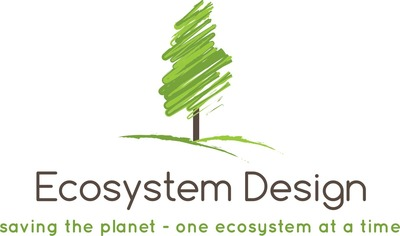 Ecosystem Design
saving the planet - one ecosystem at a time